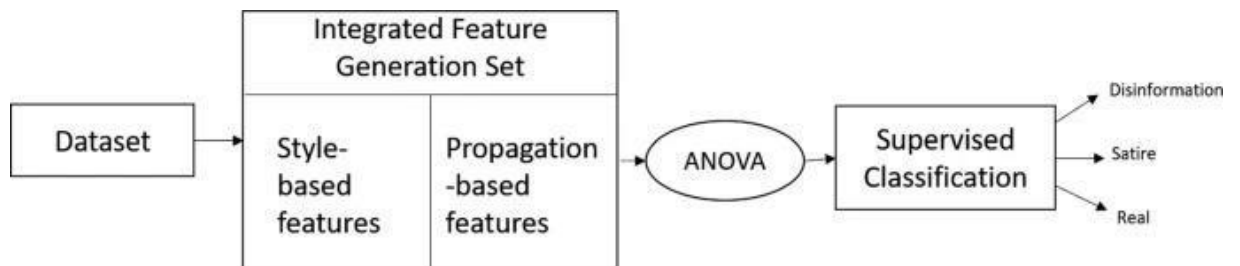 Integrated Feature
Generation Set
Dataset
Style-
based
features
Propagation
-based
features
ANOVA
Supervised
Classification
Disinformation
Satire
Real